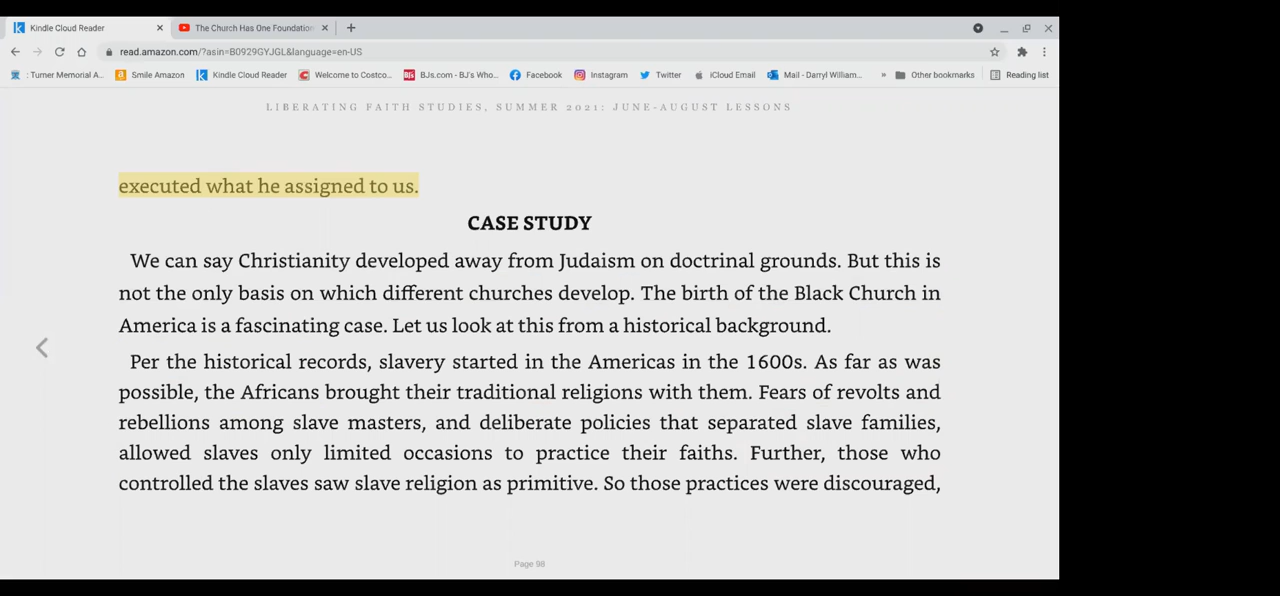 Kindle Cloud Reader
The Church Has One Foundation
read.amazon.com/?asin=B0929GYJGL&language=en-US
: Turner Memorial A... Smile Amazon Kindle Cloud Reader Welcome to Costco... BJs.com - BJ's Who... Facebook Instagram Twitter iCloud Email Mail - Darryl William... » Other bookmarks Reading list
LIBERATING FAITH STUDIES, SUMMER 2021: JUNE-AUGUST LESSONS
executed what he assigned to us.
CASE STUDY
We can say Christianity developed away from Judaism on doctrinal grounds. But this is
not the only basis on which different churches develop. The birth of the Black Church in
America is a fascinating case. Let us look at this from a historical background.
Per the historical records, slavery started in the Americas in the 1600s. As far as was
possible, the Africans brought their traditional religions with them. Fears of revolts and
rebellions among slave masters, and deliberate policies that separated slave families,
allowed slaves only limited occasions to practice their faiths. Further, those who
controlled the slaves saw slave religion as primitive. So those practices were discouraged,
Page 98